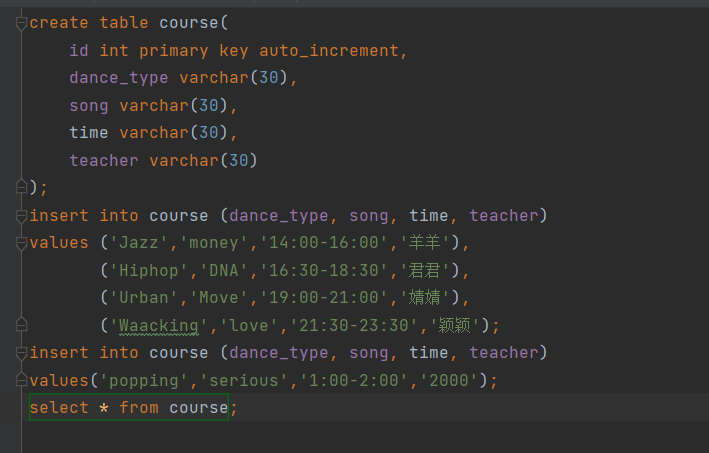 create table course(
    id int primary key auto_increment,
    dance_type varchar(30),
    song varchar(30),
    time varchar(30),
    teacher varchar(30)
);
insert into course (dance_type, song, time, teacher)
values ('Jazz','money','14:00-16:00','羊羊'),
       ('Hiphop','DNA','16:30-18:30','君君'),
       ('Urban','Move','19:00-21:00','婧婧'),
       ('Waacking','love','21:30-23:30','颖颖');
insert into course (dance_type, song, time, teacher)
values('popping','serious','1:00-2:00','2000');
select * from course;